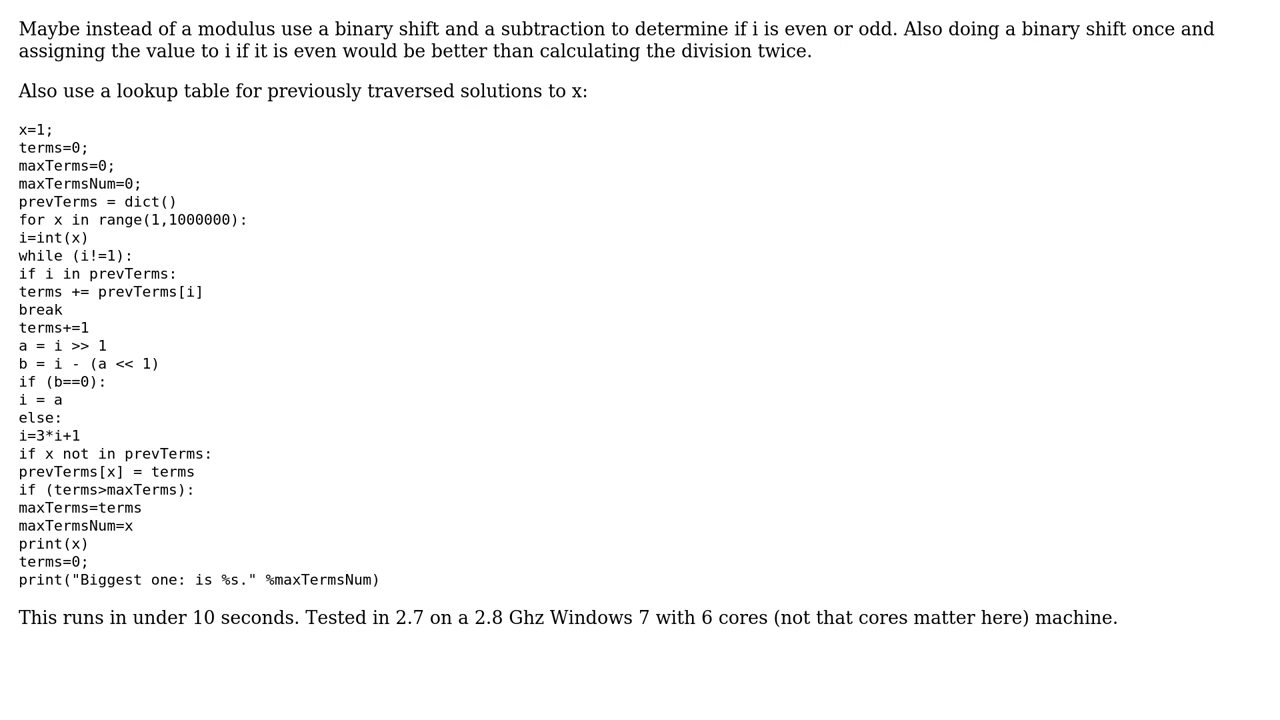 Maybe instead of a modulus use a binary shift and a subtraction to determine if i is even or odd. Also doing a binary shift once and
assigning the value to i if it is even would be better than calculating the division twice.
Also use a lookup table for previously traversed solutions to x:
x=1;
terms=0;
maxTerms=0;
maxTermsNum=0;
prevTerms = dict()
for x in range(1,1000000):
i=int(x)
while (i!=1):
if i in prevTerms:
terms += prevTerms[i]
break
terms+=1
a = i >> 1
b = i - (a << 1)
if (b==0):
i = a
else:
i=3*i+1
if x not in prevTerms:
prevTerms[x] = terms
if (terms>maxTerms):
maxTerms=terms
maxTermsNum=x
print(x)
terms=0;
print("Biggest one: is %s." %maxTermsNum)
This runs in under 10 seconds. Tested in 2.7 on a 2.8 Ghz Windows 7 with 6 cores (not that cores matter here) machine.